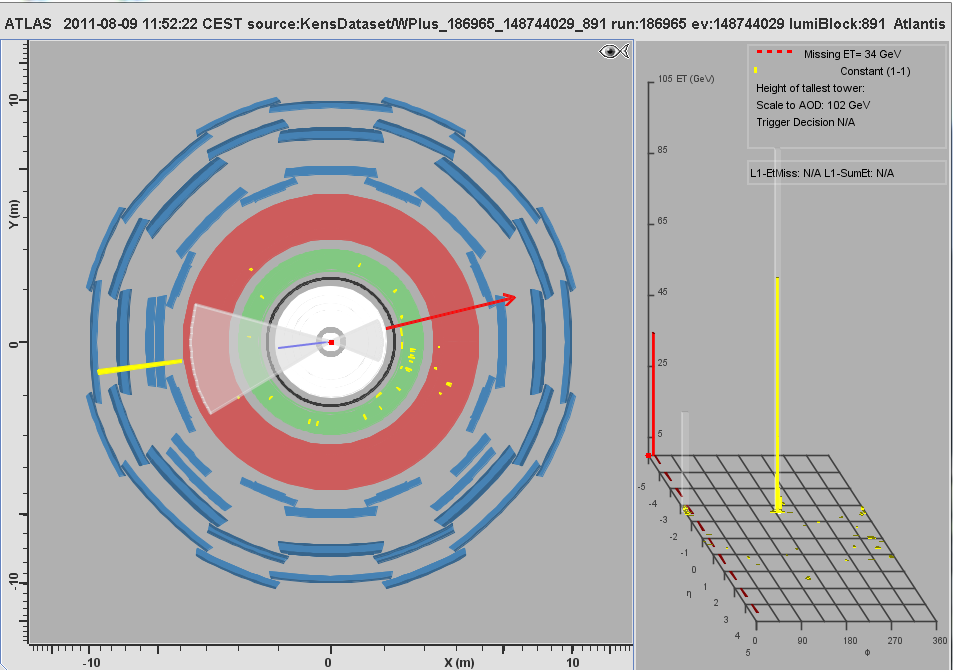 ATLAS 2011-08-09 11:52:22 CEST source:KensDataset/WPlus_186965_148744029_891 run:186965 ev:148744029 lumiBlock:891 Atlantis
Missing ET= 34 GeV
Constant (1-1)
Height of tallest tower:
Scale to AOD: 102 GeV
Trigger Decision N/A
L1-EtMiss: N/A L1-SumEt: N/A
10
Y (m)
0
-10
-10
0
X (m)
10
105 ET (GeV)
85
65
45
25
5
-5
-4
-3
-2
-1
0
1
η
2
3
4
5
0
90
180
270
360
Φ